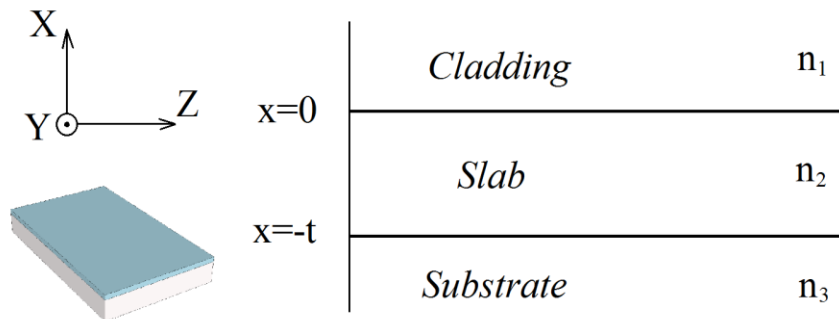 X
Y
Z
Cladding n₁
x=0
Slab n₂
x=-t
Substrate n₃